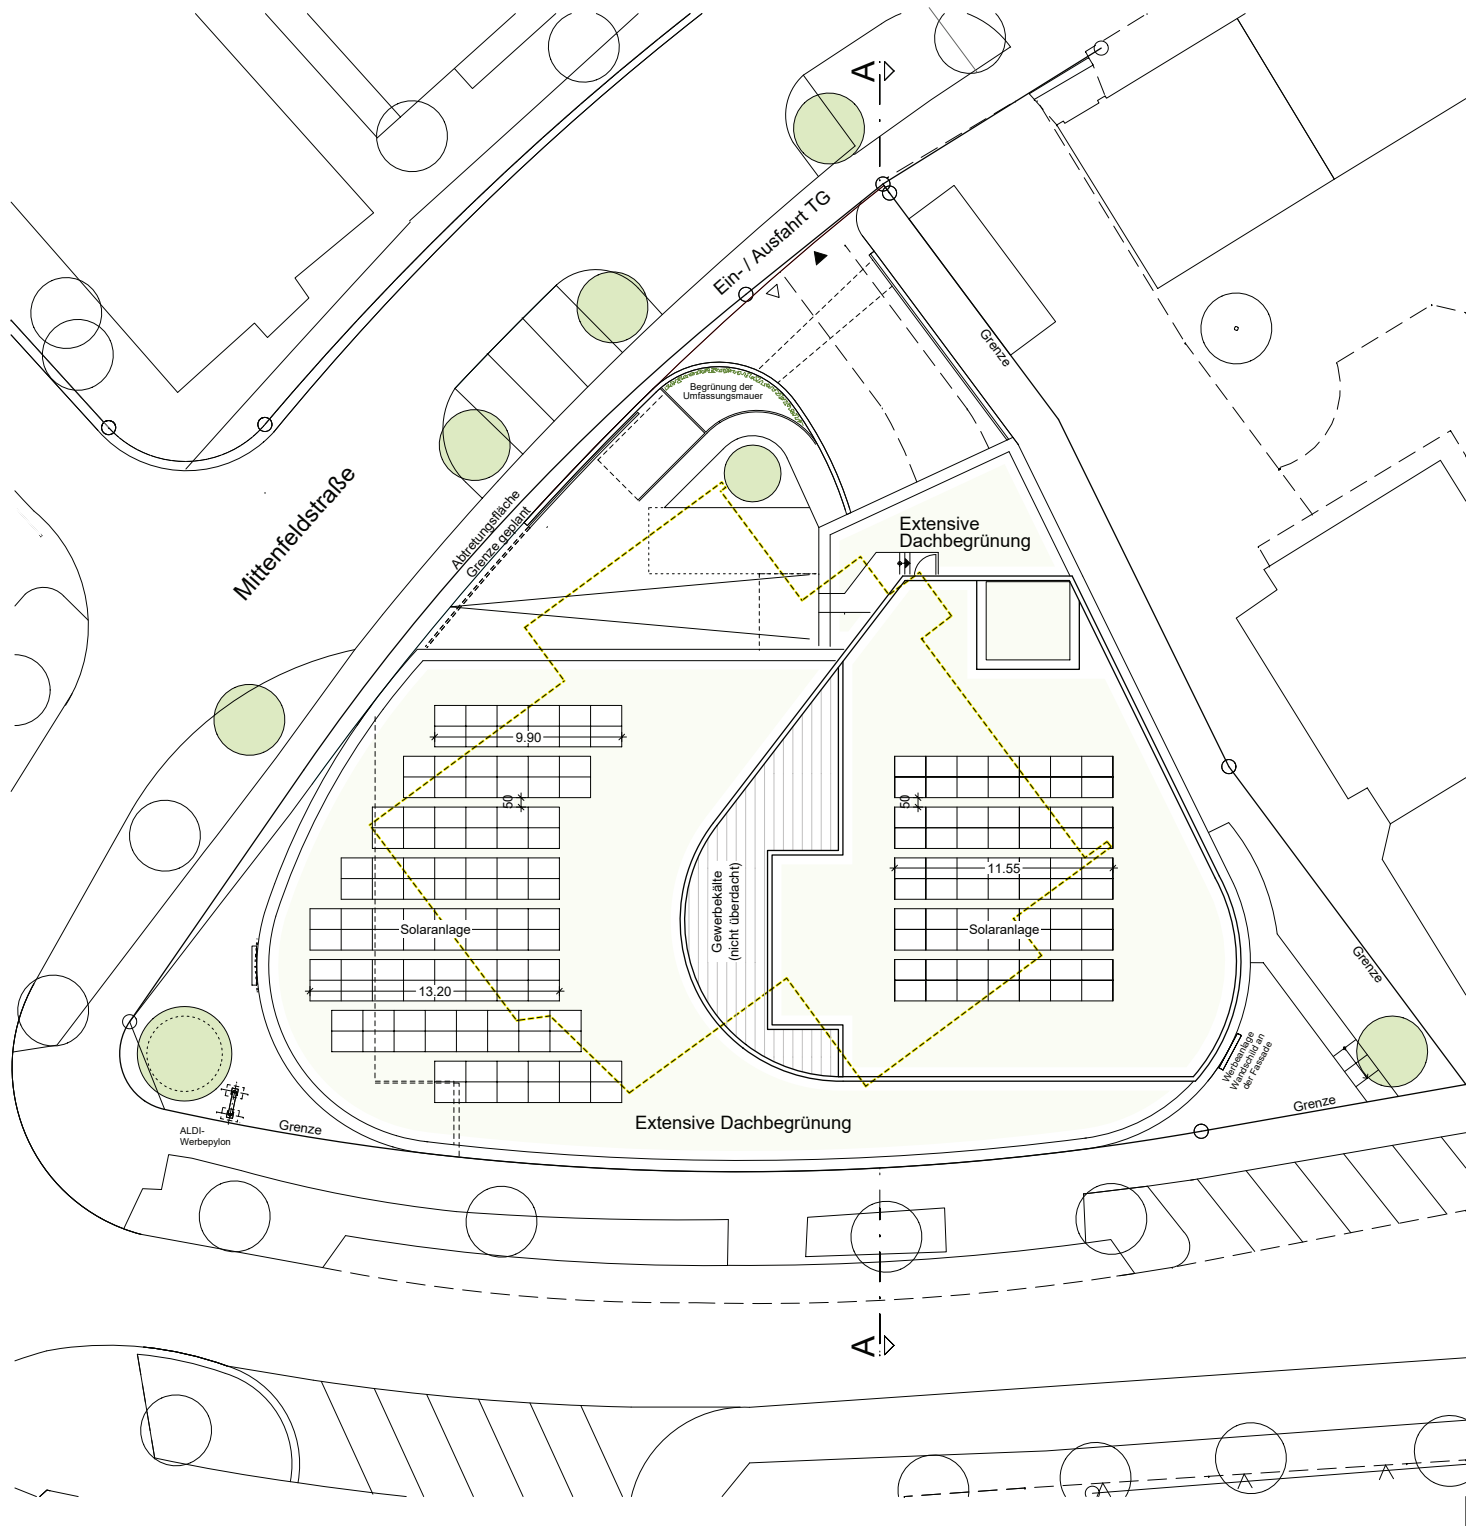 A
Ein- / Ausfahrt TG
Grenze
Begrünung der
Umfassungsmauer
Mittenfeldstraße
Abtretungsfläche
Grenze geplant
Extensive
Dachbegrünung
9.90
50
50
11.55
Gewerbekälte
(nicht überdacht)
Solaranlage
Solaranlage
13.20
Grenze
Werbeanlage
Wandschild an
der Fassade
Grenze
Extensive Dachbegrünung
Grenze
ALDI-
Werbepylon
A